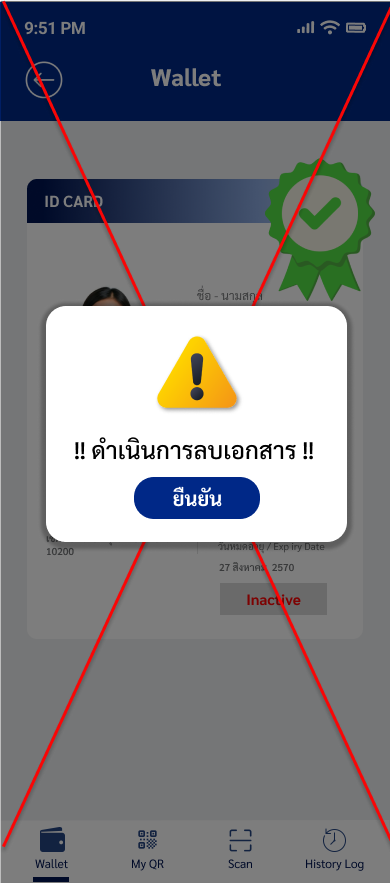 9:51 PM
Wallet
ID CARD
ชื่อ - นามสกุล
!! ดำเนินการลบเอกสาร !!
ยืนยัน
10200
วันหมดอายุ / Exp iry Date
27 สิงหาคม 2570
Inactive
Wallet
My QR
Scan
History Log